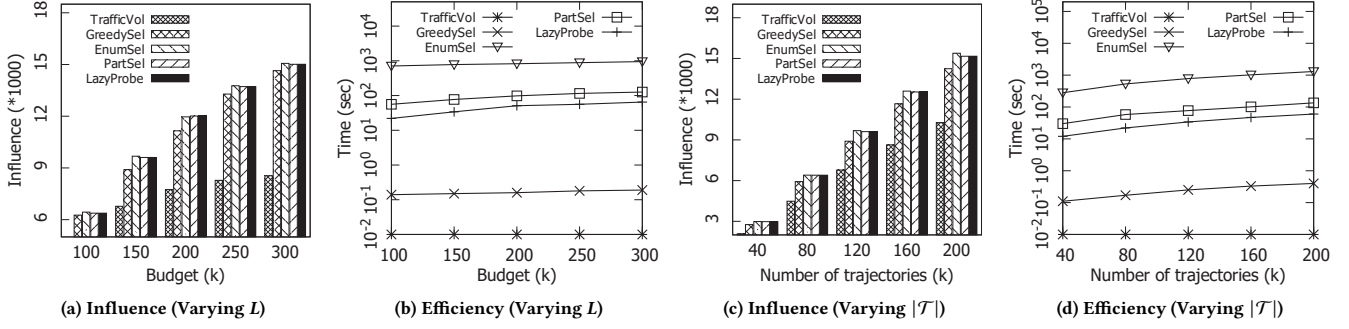 18
15
12
9
6
Influence (*1000)
TrafficVol
GreedySel
EnumSel
PartSel
LazyProbe
100 150 200 250 300
Budget (k)
(a) Influence (Varying L)
10^4
10^3
10^2
10^1
10^0
10^-1
10^-2
Time (sec)
TrafficVol
GreedySel
EnumSel
PartSel
LazyProbe
100 150 200 250 300
Budget (k)
(b) Efficiency (Varying L)
18
15
12
9
6
3
Influence (*1000)
TrafficVol
GreedySel
EnumSel
PartSel
LazyProbe
40 80 120 160 200
Number of trajectories (k)
(c) Influence (Varying |𝒯|)
10^5
10^4
10^3
10^2
10^1
10^0
10^-1
10^-2
Time (sec)
TrafficVol
GreedySel
EnumSel
PartSel
LazyProbe
40 80 120 160 200
Number of trajectories (k)
(d) Efficiency (Varying |𝒯|)